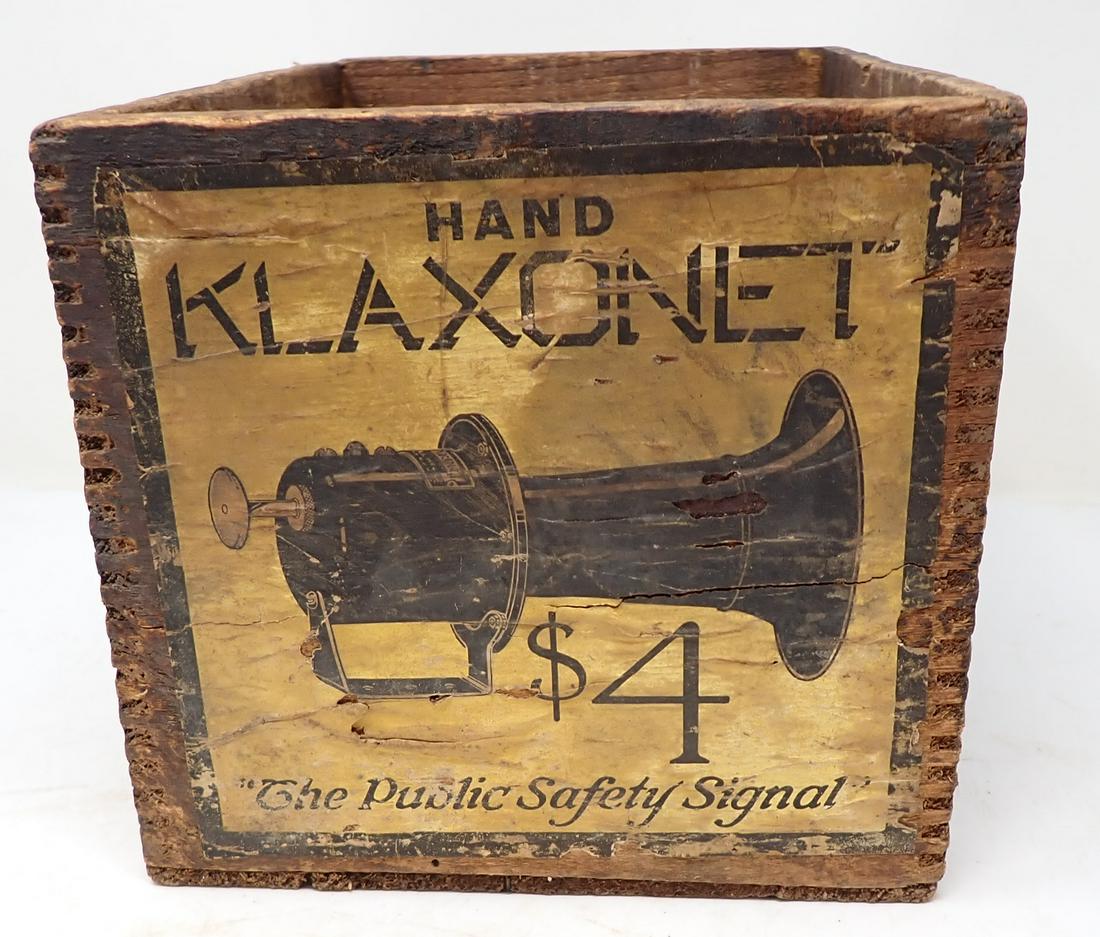 HAND
KLAXONET"
$4
"The Public Safety Signal"